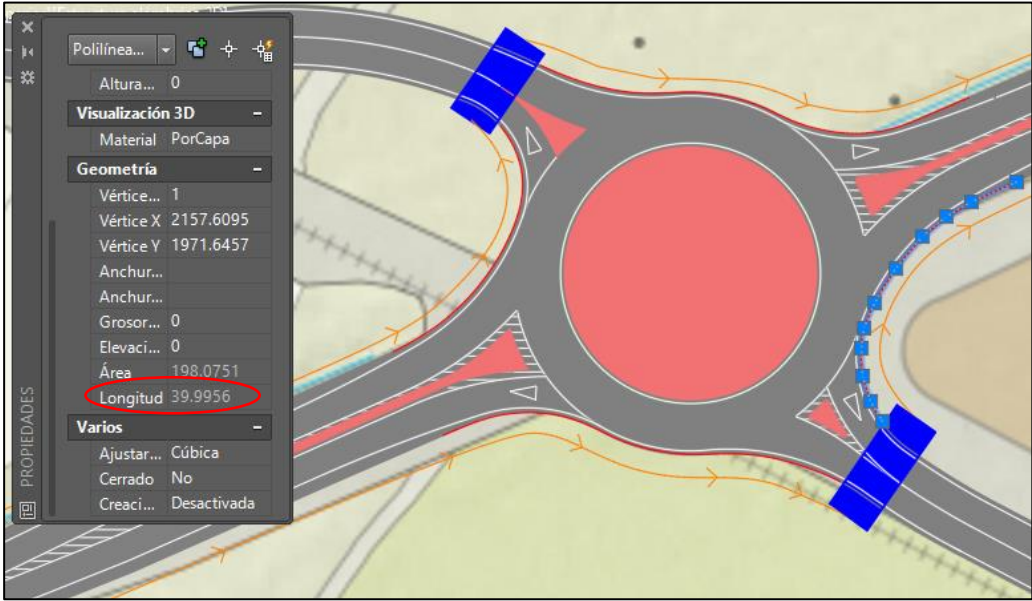 Polilínea...
Altura... 0
Visualización 3D
Material PorCapa
Geometría
Vértice... 1
Vértice X 2157.6095
Vértice Y 1971.6457
Anchur...
Anchur...
Grosor... 0
Elevaci... 0
Área 198.0751
Longitud 39.9956
Varios
Ajustar... Cúbica
Cerrado No
Creaci... Desactivada
PROPIEDADES